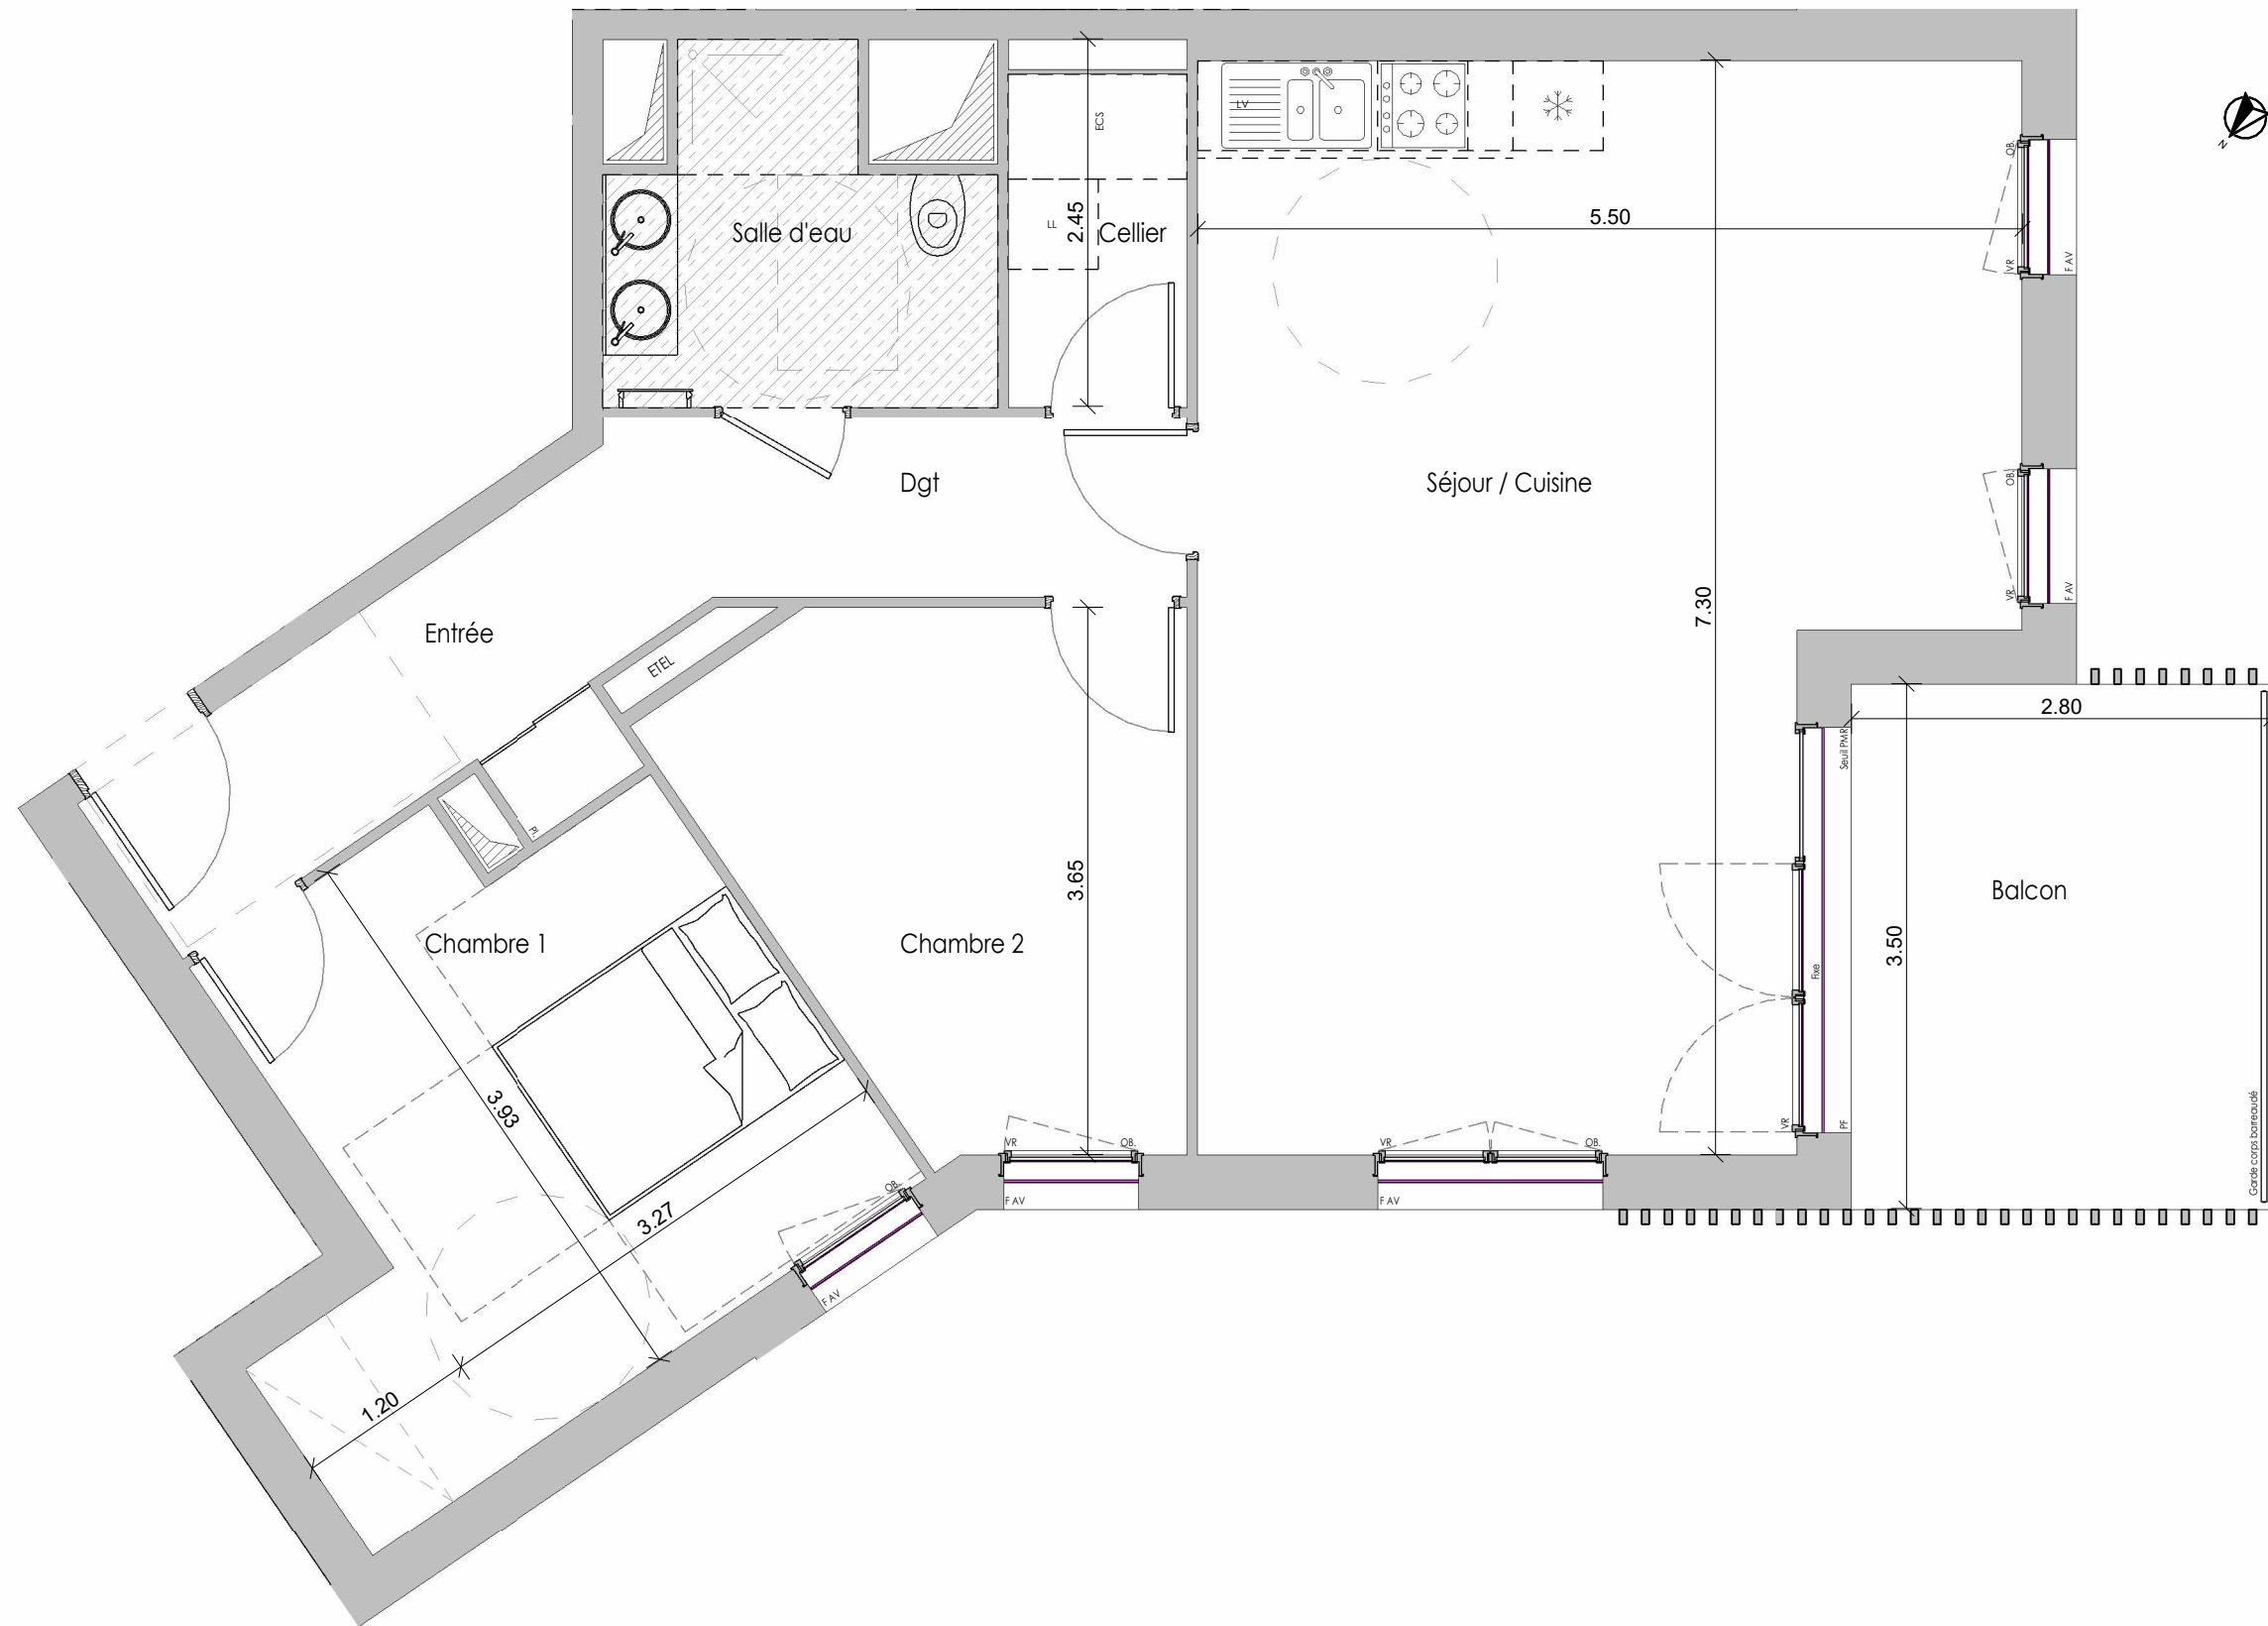 ECS
LV
N
OB.
VR
F AV
5.50
2.45
LL
Salle d'eau
Cellier
Dgt
Séjour / Cuisine
OB.
VR
F AV
7.30
Entrée
ETEL
2.80
Seuil PMR
PL
3.65
Balcon
Chambre 1
Chambre 2
3.50
Fixe
3.93
VR
PF
Garde corps barreaudé
VR
OB.
VR
OB.
F AV
F AV
OB.
3.27
F AV
1.20